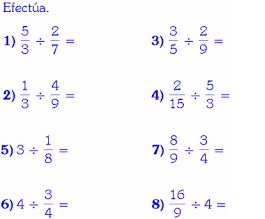 Efectúa.
1) 5/3 ÷ 2/7 =
3) 3/5 ÷ 2/9 =
2) 1/3 ÷ 4/9 =
4) 2/15 ÷ 5/3 =
5) 3 ÷ 1/8 =
7) 8/9 ÷ 3/4 =
6) 4 ÷ 3/4 =
8) 16/9 ÷ 4 =